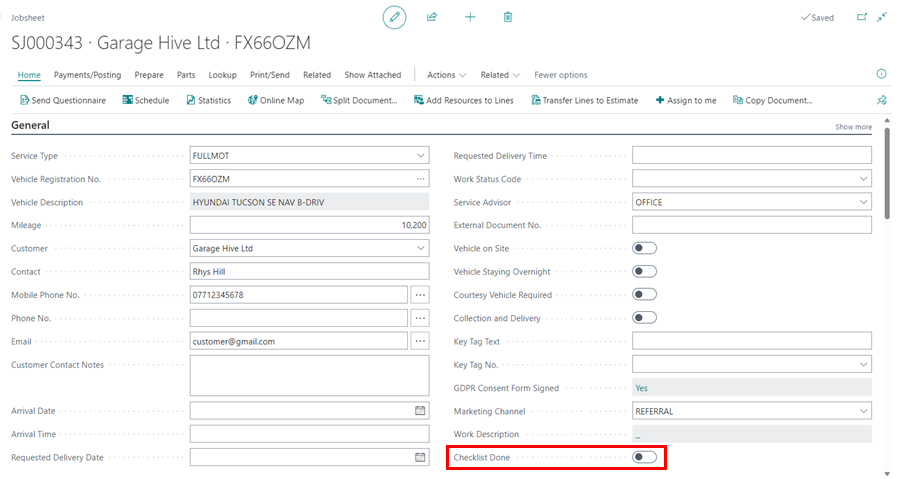 Jobsheet
Saved
SJ000343 · Garage Hive Ltd · FX66OZM
Home Payments/Posting Prepare Parts Lookup Print/Send Related Show Attached Actions Related Fewer options
Send Questionnaire Schedule Statistics Online Map Split Document... Add Resources to Lines Transfer Lines to Estimate Assign to me Copy Document...
General
Show more
Service Type FULLMOT
Vehicle Registration No. FX66OZM
Vehicle Description HYUNDAI TUCSON SE NAV B-DRIV
Mileage 10,200
Customer Garage Hive Ltd
Contact Rhys Hill
Mobile Phone No. 07712345678
Phone No.
Email customer@gmail.com
Customer Contact Notes
Arrival Date
Arrival Time
Requested Delivery Date
Requested Delivery Time
Work Status Code
Service Advisor OFFICE
External Document No.
Vehicle on Site
Vehicle Staying Overnight
Courtesy Vehicle Required
Collection and Delivery
Key Tag Text
Key Tag No.
GDPR Consent Form Signed Yes
Marketing Channel REFERRAL
Work Description _
Checklist Done